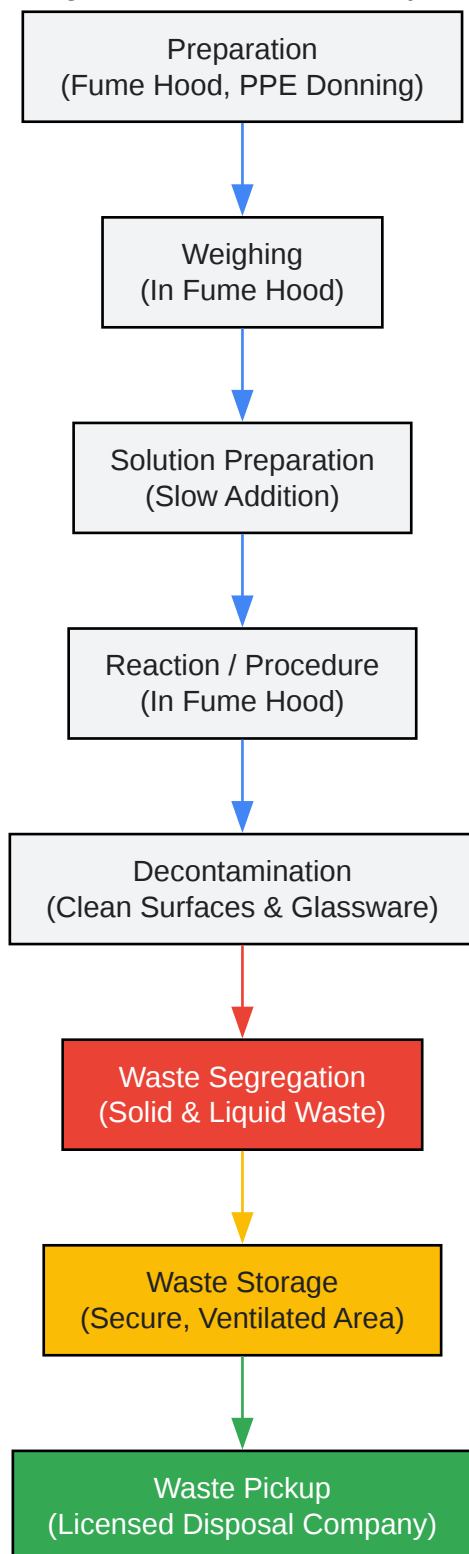 Preparation
(Fume Hood, PPE Donning)
Weighing
(In Fume Hood)
Solution Preparation
(Slow Addition)
Reaction / Procedure
(In Fume Hood)
Decontamination
(Clean Surfaces & Glassware)
Waste Segregation
(Solid & Liquid Waste)
Waste Storage
(Secure, Ventilated Area)
Waste Pickup
(Licensed Disposal Company)